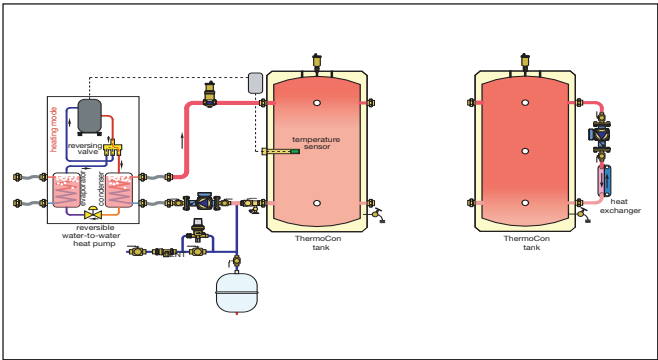 heating mode
reversing
valve
evaporator
condenser
reversible
water-to-water
heat pump
temperature
sensor
ThermoCon
tank
heat
exchanger
ThermoCon
tank